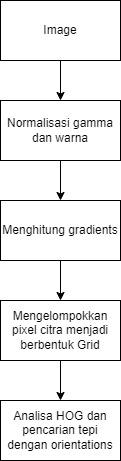 Image
Normalisasi gamma
dan warna
Menghitung gradients
Mengelompokkan
pixel citra menjadi
berbentuk Grid
Analisa HOG dan
pencarian tepi
dengan orientations